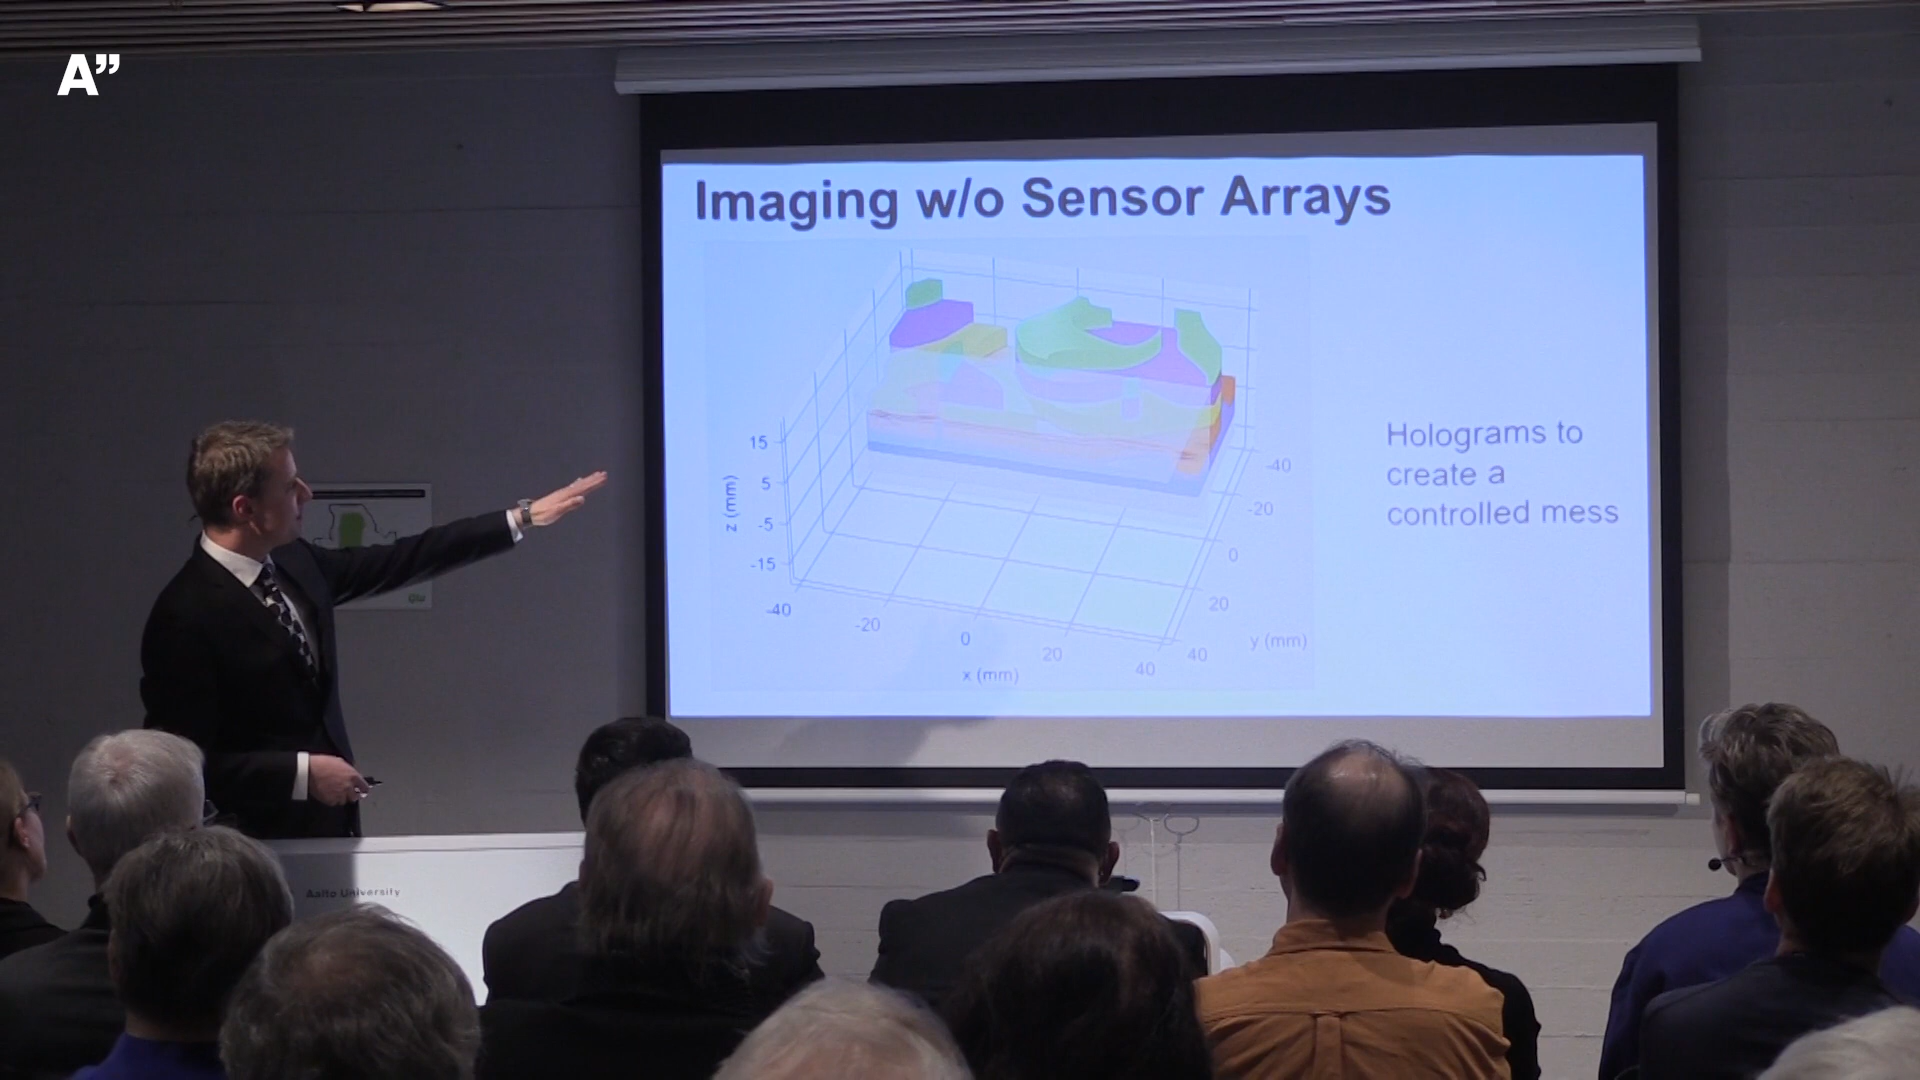 A”
Imaging w/o Sensor Arrays
Holograms to
create a
controlled mess
15
5
-5
-15
z (mm)
-40
-20
0
20
40
x (mm)
-40
-20
0
20
40
y (mm)
Aalto University